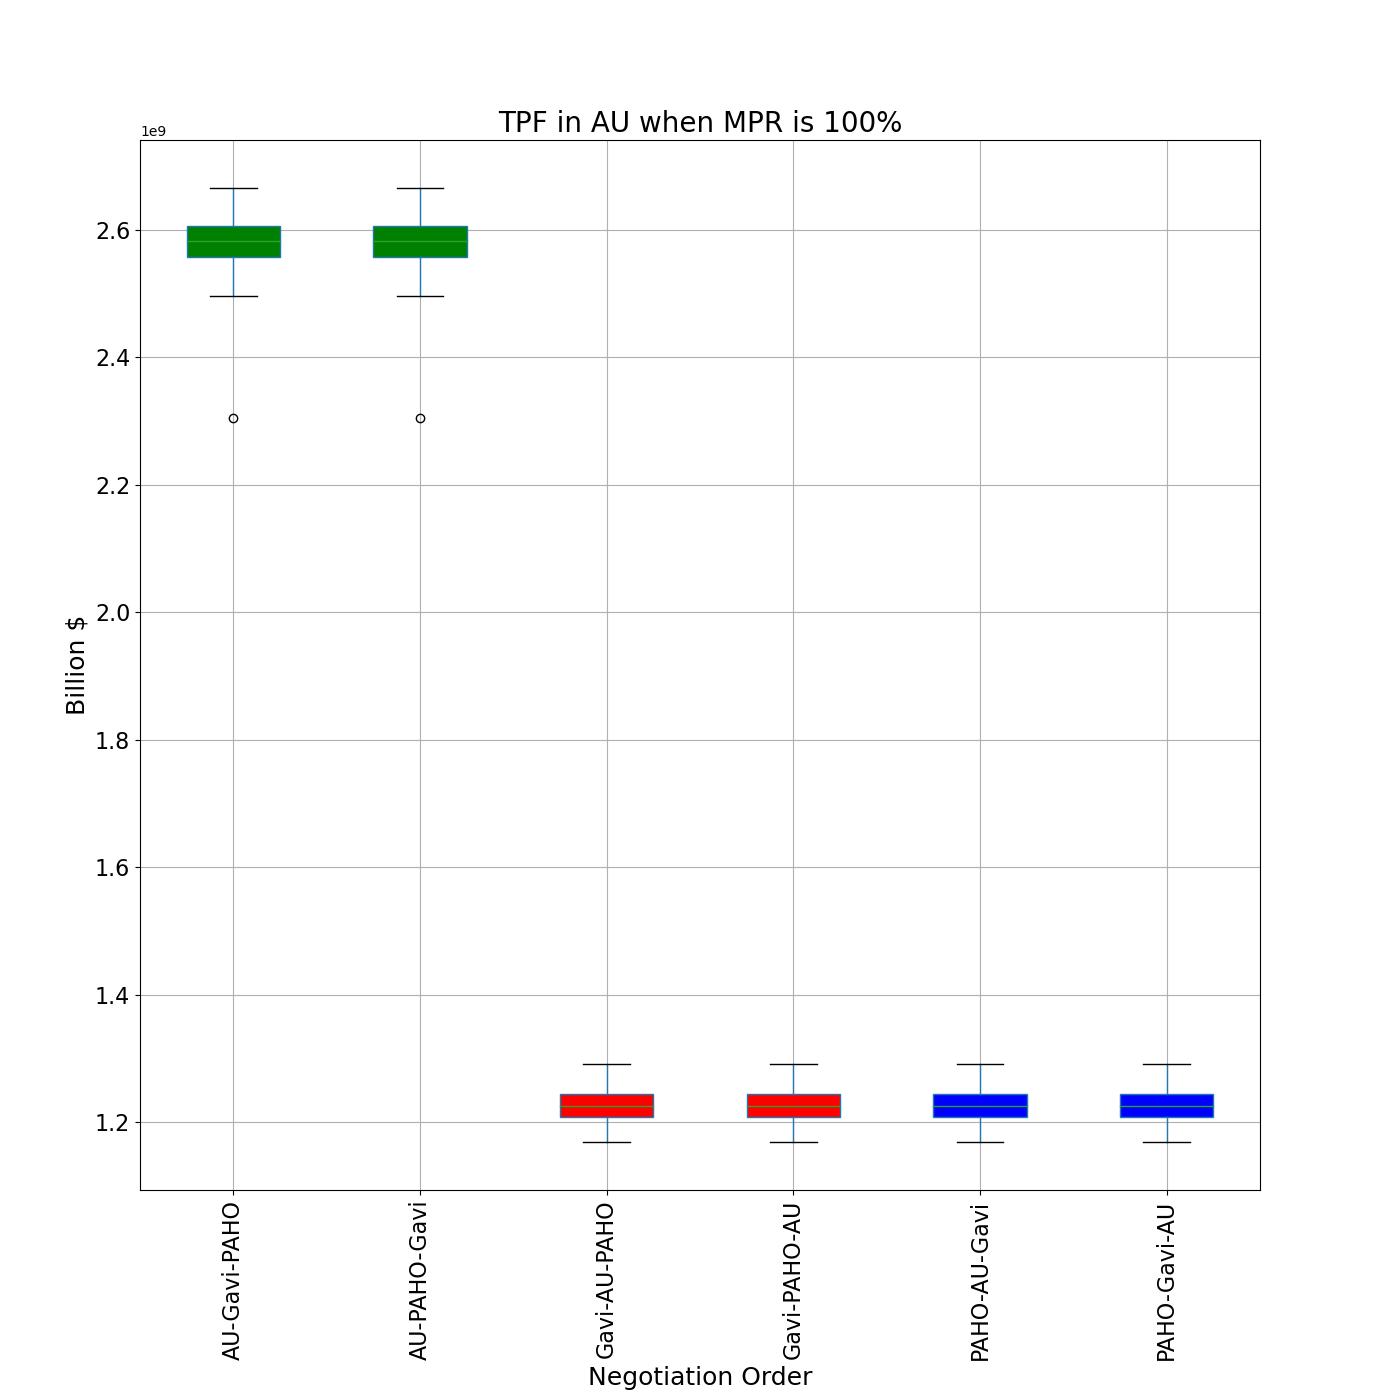 TPF in AU when MPR is 100%
1e9
2.6
2.4
2.2
2.0
1.8
1.6
1.4
1.2
Billion $
AU-Gavi-PAHO
AU-PAHO-Gavi
Gavi-AU-PAHO
Gavi-PAHO-AU
PAHO-AU-Gavi
PAHO-Gavi-AU
Negotiation Order